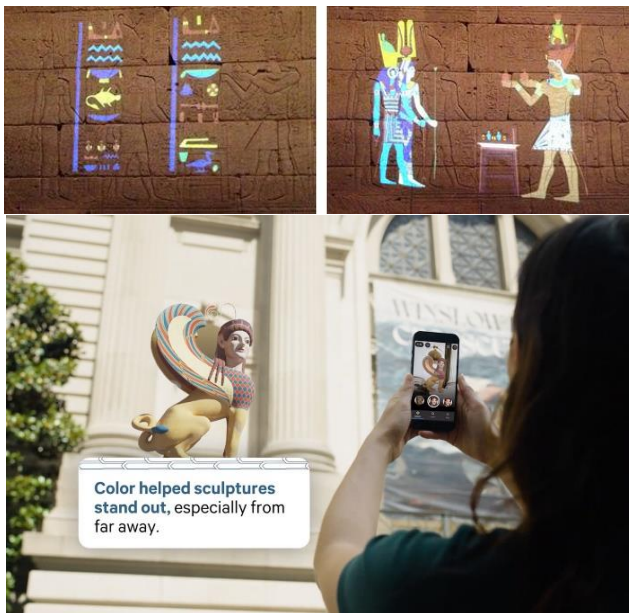 WINSLOW
Color helped sculptures
stand out, especially from
far away.